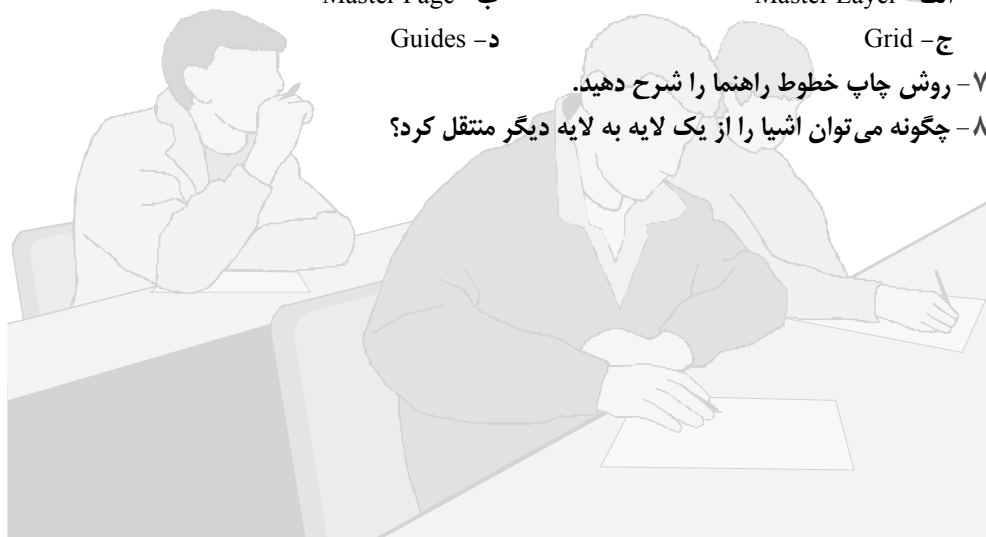 الف- Master Layer ب- Master Page
ج- Grid د- Guides
۷- روش چاپ خطوط راهنما را شرح دهید.
۸- چگونه می‌توان اشیا را از یک لایه به لایه دیگر منتقل کرد؟